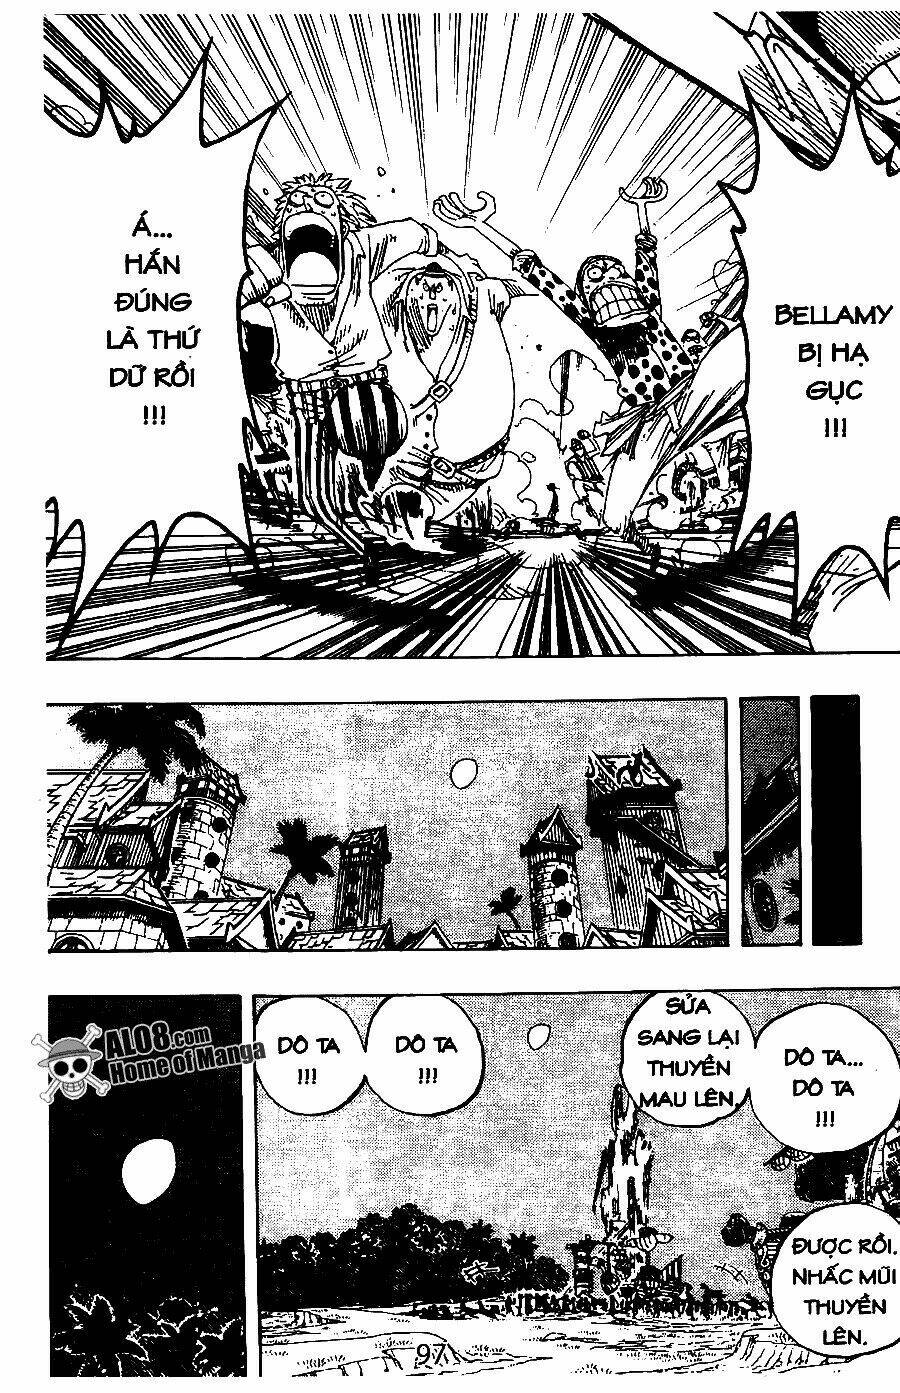 BELLAMY
BỊ HẠ
GỤC
!!!
Á...
HẮN
ĐÚNG
LÀ THỨ
DỮ RỒI
!!!
SỬA
SANG LẠI
THUYỀN
MAU LÊN.
DÔ TA...
DÔ TA
!!!
DÔ TA
!!!
DÔ TA
!!!
ĐƯỢC RỒI.
NHẤC MŨI
THUYỀN
LÊN.
ALO8.com
Home of Manga
97